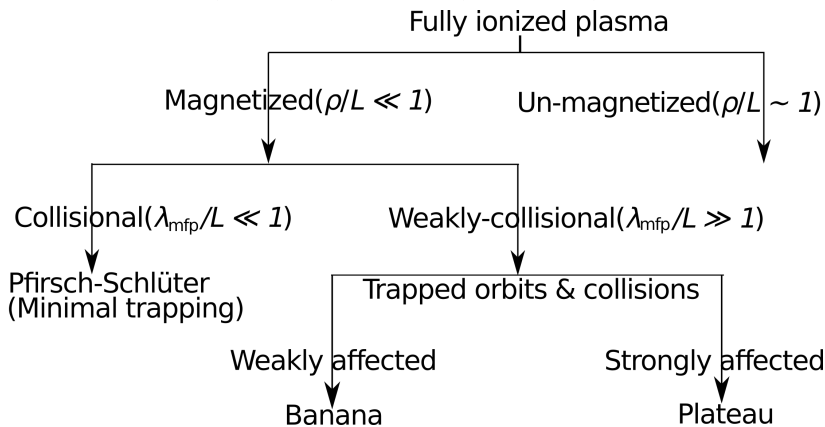 Fully ionized plasma
Magnetized(ρ/L ≪ 1)
Un-magnetized(ρ/L ~ 1)
Collisional(λmfp/L ≪ 1)
Weakly-collisional(λmfp/L ≫ 1)
Pfirsch-Schlüter
(Minimal trapping)
Trapped orbits & collisions
Weakly affected
Strongly affected
Banana
Plateau